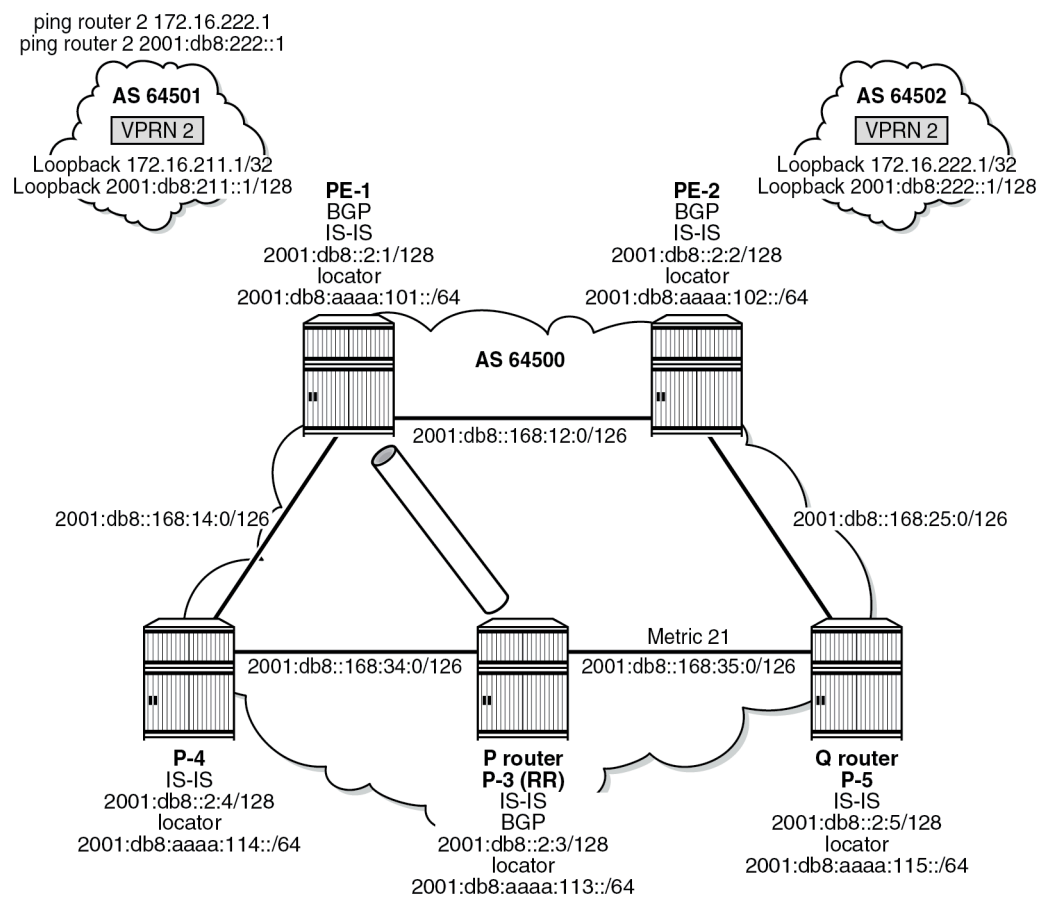 ping router 2 172.16.222.1
ping router 2 2001:db8:222::1
AS 64501
VPRN 2
Loopback 172.16.211.1/32
Loopback 2001:db8:211::1/128
AS 64502
VPRN 2
Loopback 172.16.222.1/32
Loopback 2001:db8:222::1/128
PE-1
BGP
IS-IS
2001:db8::2:1/128
locator
2001:db8:aaaa:101::/64
PE-2
BGP
IS-IS
2001:db8::2:2/128
locator
2001:db8:aaaa:102::/64
AS 64500
2001:db8::168:12:0/126
2001:db8::168:14:0/126
2001:db8::168:25:0/126
Metric 21
2001:db8::168:34:0/126
2001:db8::168:35:0/126
P-4
IS-IS
2001:db8::2:4/128
locator
2001:db8:aaaa:114::/64
P router
P-3 (RR)
IS-IS
BGP
2001:db8::2:3/128
locator
2001:db8:aaaa:113::/64
Q router
P-5
IS-IS
2001:db8::2:5/128
locator
2001:db8:aaaa:115::/64